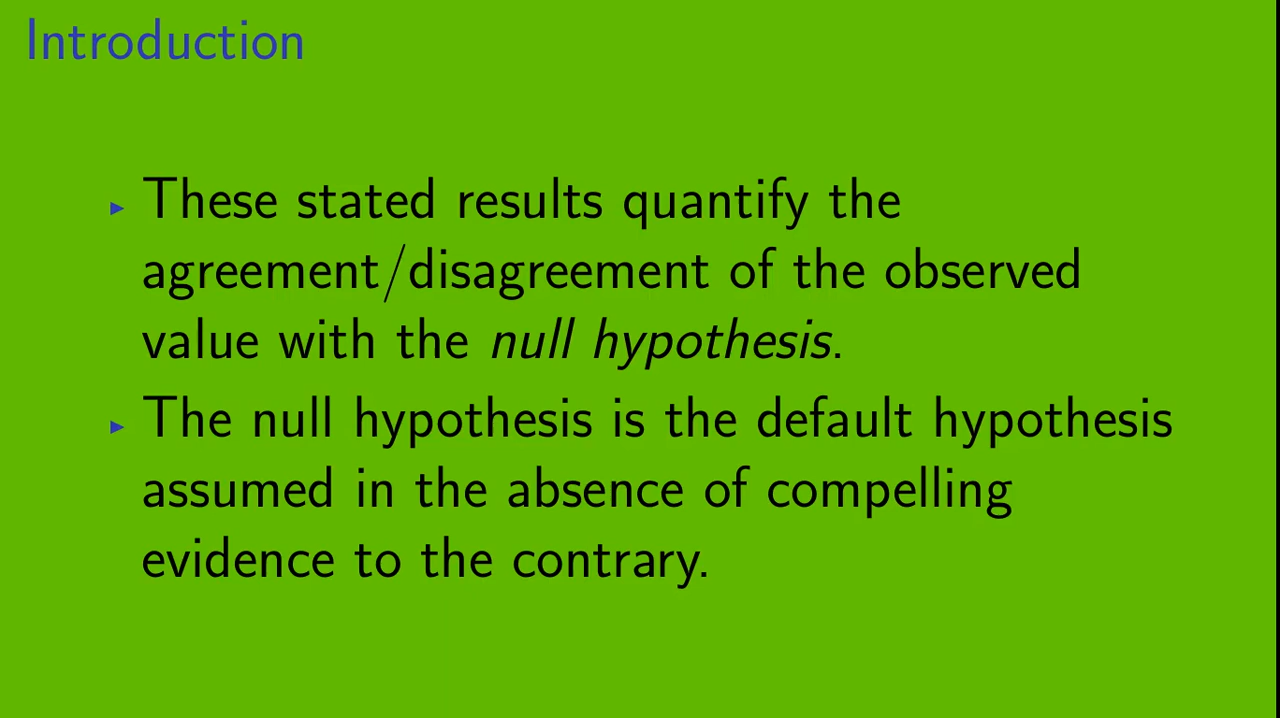 Introduction
▸ These stated results quantify the
agreement/disagreement of the observed
value with the null hypothesis.
▸ The null hypothesis is the default hypothesis
assumed in the absence of compelling
evidence to the contrary.